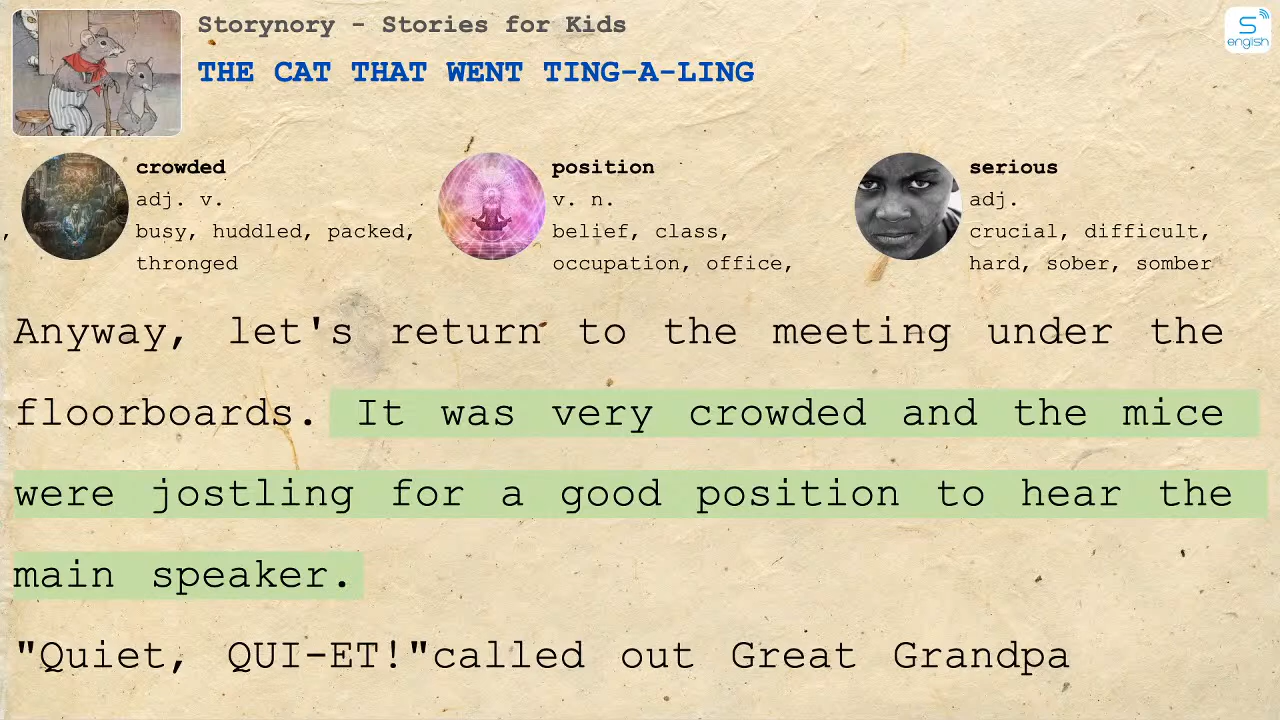 Storynory - Stories for Kids
THE CAT THAT WENT TING-A-LING
S
english
crowded
adj. v.
busy, huddled, packed,
thronged
position
v. n.
belief, class,
occupation, office,
serious
adj.
crucial, difficult,
hard, sober, somber
Anyway, let's return to the meeting under the
floorboards. It was very crowded and the mice
were jostling for a good position to hear the
main speaker.
"Quiet, QUI-ET!"called out Great Grandpa